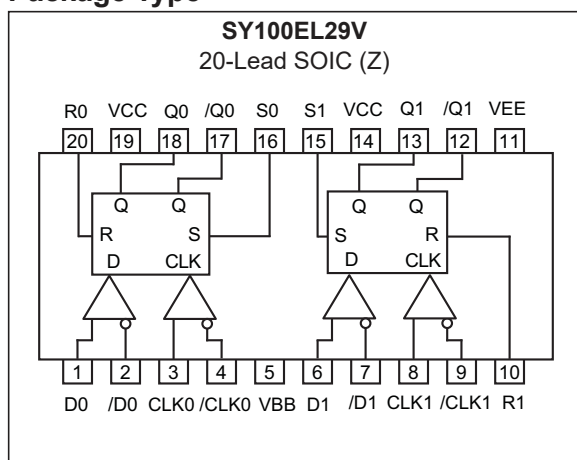 Package Type
SY100EL29V
20-Lead SOIC (Z)
R0 VCC Q0 /Q0 S0 S1 VCC Q1 /Q1 VEE
20 19 18 17 16 15 14 13 12 11
Q Q Q Q
R S S R
D CLK D CLK
1 2 3 4 5 6 7 8 9 10
D0 /D0 CLK0 /CLK0 VBB D1 /D1 CLK1 /CLK1 R1